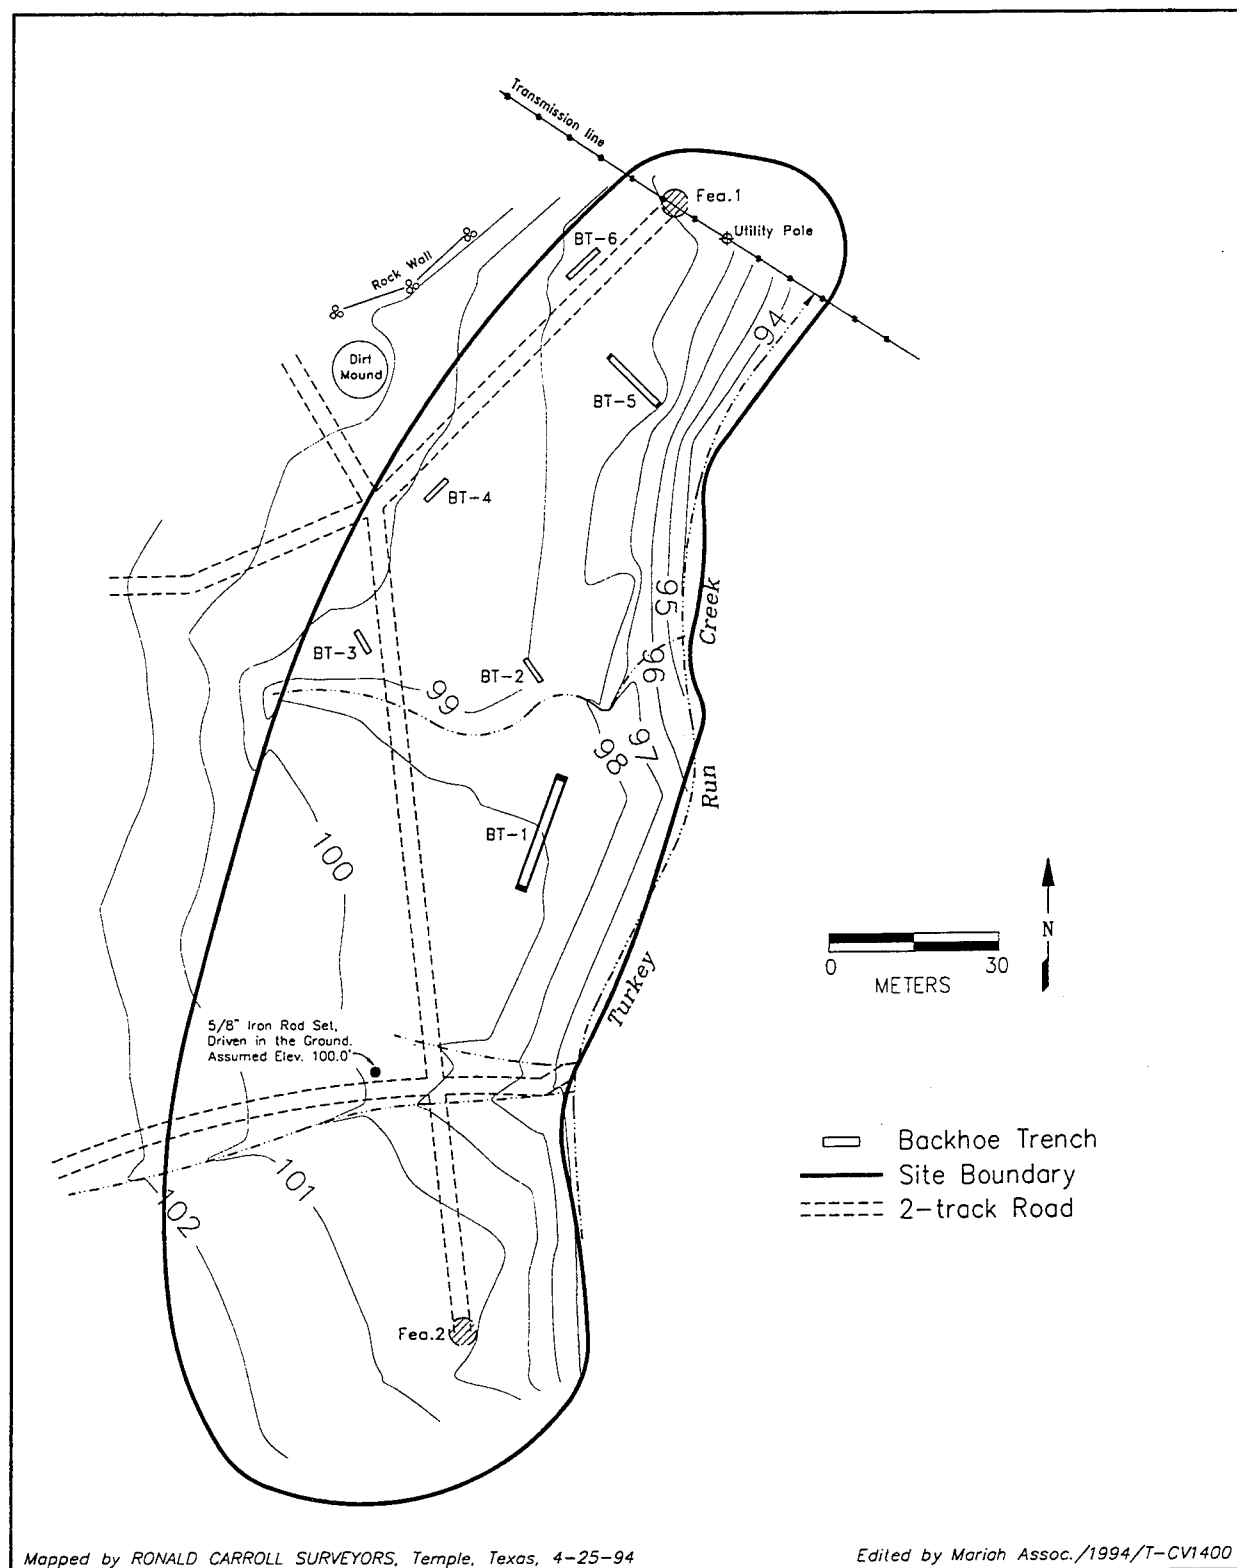 Transmission line
Fea.1
Utility Pole
BT-6
Rock Wall
94
Dirt
Mound
BT-5
BT-4
95
Creek
BT-3
BT-2
96
99
97
98
Run
BT-1
100
N
0 30
METERS
Turkey
5/8" Iron Rod Set,
Driven in the Ground.
Assumed Elev. 100.0'
Backhoe Trench
Site Boundary
2-track Road
101
102
Fea.2
Mapped by RONALD CARROLL SURVEYORS, Temple, Texas, 4-25-94
Edited by Mariah Assoc./1994/T-CV1400